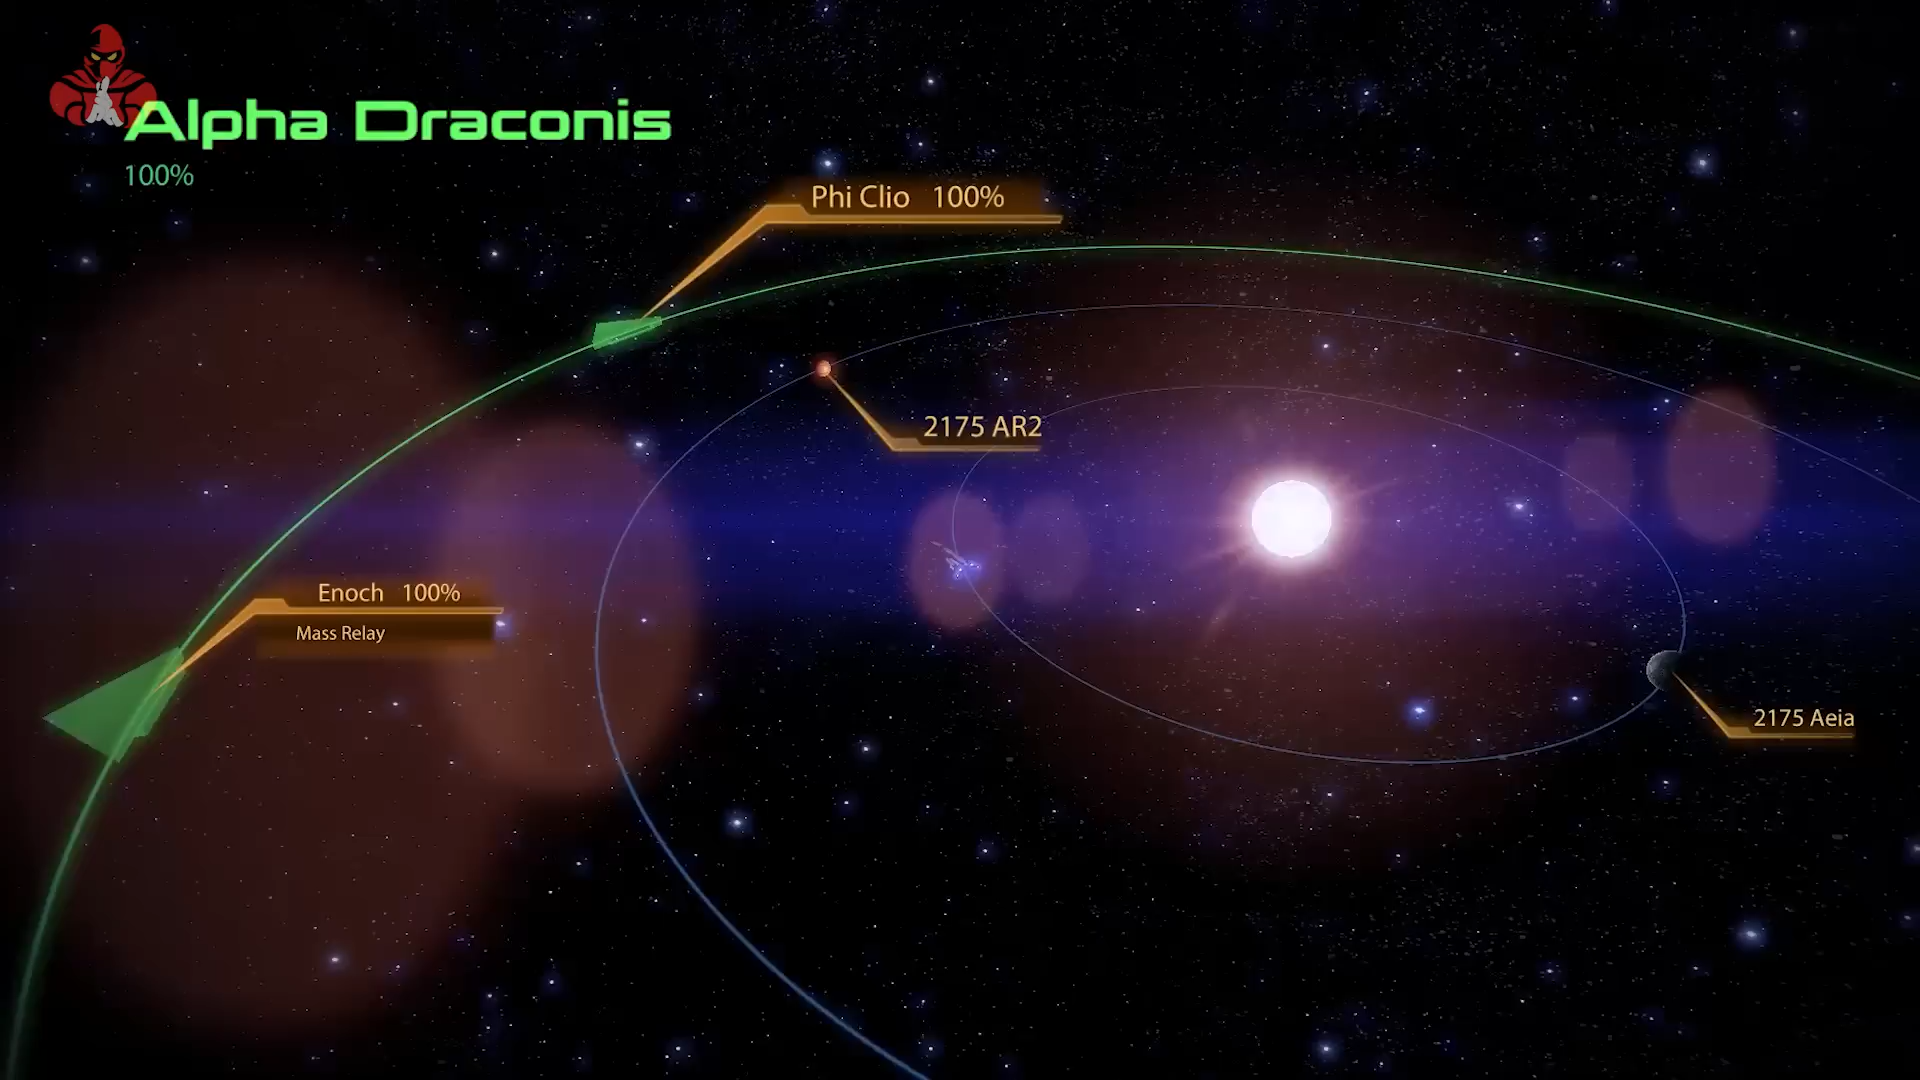 Alpha Draconis
100%
Phi Clio 100%
2175 AR2
Enoch 100%
Mass Relay
2175 Aeia